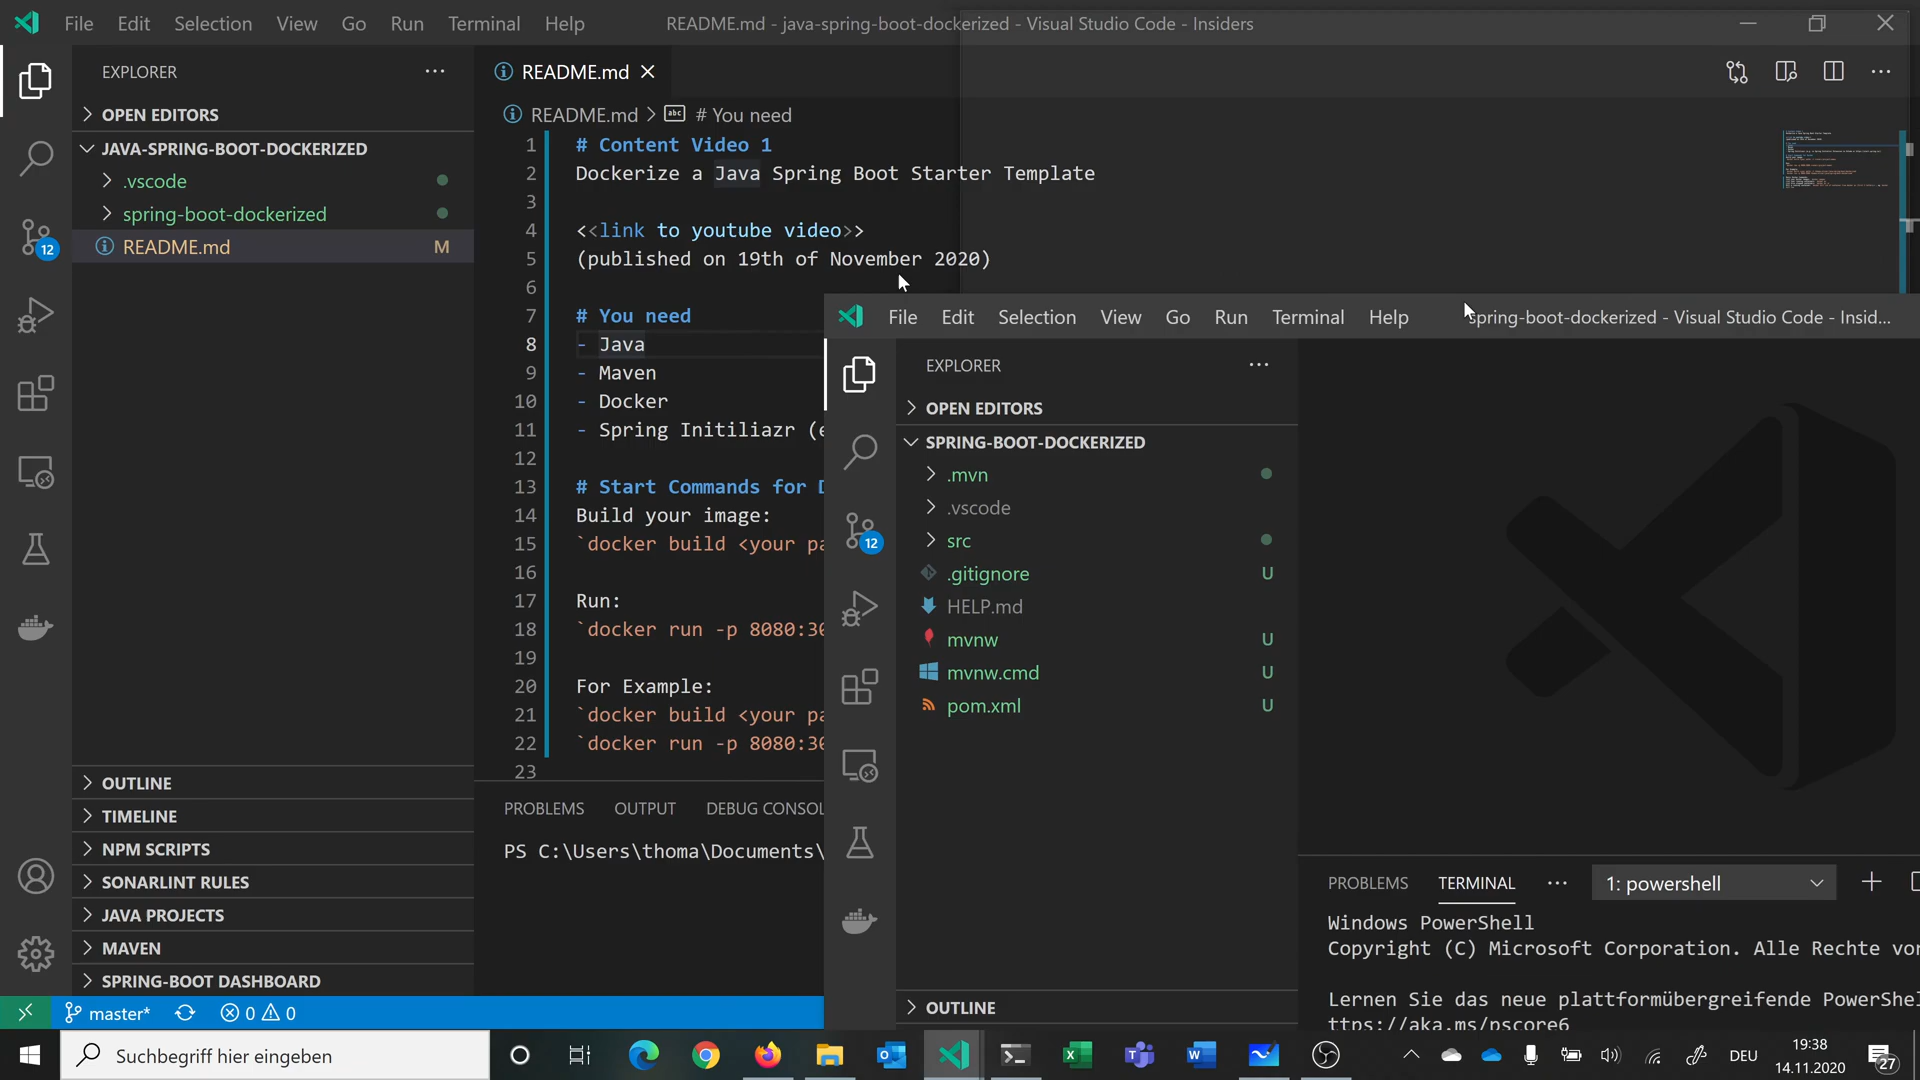 File Edit Selection View Go Run Terminal Help README.md - java-spring-boot-dockerized - Visual Studio Code - Insiders
EXPLORER
OPEN EDITORS
JAVA-SPRING-BOOT-DOCKERIZED
.vscode
spring-boot-dockerized
README.md M
12
OUTLINE
TIMELINE
NPM SCRIPTS
SONARLINT RULES
JAVA PROJECTS
MAVEN
SPRING-BOOT DASHBOARD
README.md
README.md > # You need
1 # Content Video 1
2 Dockerize a Java Spring Boot Starter Template
3
4 <<link to youtube video>>
5 (published on 19th of November 2020)
6
7 # You need
8 - Java
9 - Maven
10 - Docker
11 - Spring Initiliazr (
12
13 # Start Commands for
14 Build your image:
15 `docker build <your pa
16
17 Run:
18 `docker run -p 8080:30
19
20 For Example:
21 `docker build <your pa
22 `docker run -p 8080:30
23
PROBLEMS OUTPUT DEBUG CONSOL
PS C:\Users\thoma\Documents\
File Edit Selection View Go Run Terminal Help spring-boot-dockerized - Visual Studio Code - Insid...
EXPLORER
OPEN EDITORS
SPRING-BOOT-DOCKERIZED
.mvn
.vscode
src
.gitignore U
HELP.md
mvnw U
mvnw.cmd U
pom.xml U
12
OUTLINE
PROBLEMS TERMINAL 1: powershell
Windows PowerShell
Copyright (C) Microsoft Corporation. Alle Rechte vor
Lernen Sie das neue plattformübergreifende PowerShel
ttps://aka.ms/pscore6
master* 0 0
Suchbegriff hier eingeben
DEU
19:38
14.11.2020
27